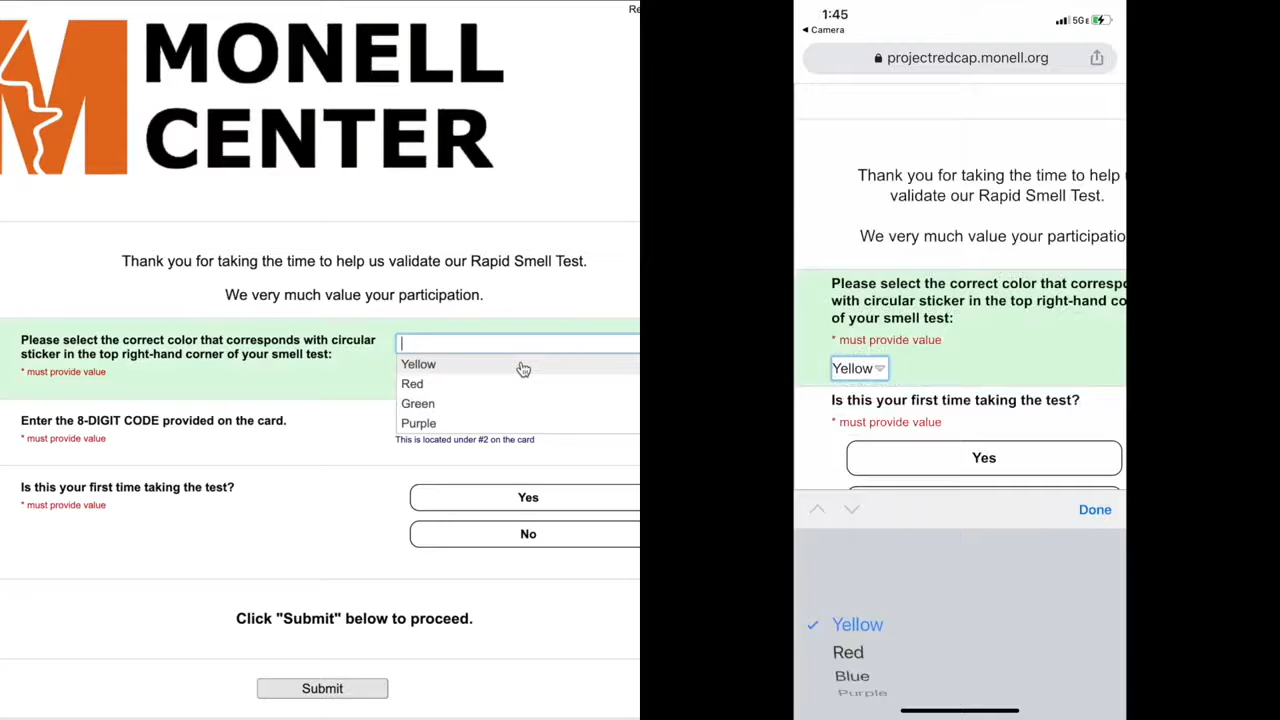 Re
MONELL
CENTER
Thank you for taking the time to help us validate our Rapid Smell Test.
We very much value your participation.
Please select the correct color that corresponds with circular
sticker in the top right-hand corner of your smell test:
* must provide value
Yellow
Red
Green
Purple
Enter the 8-DIGIT CODE provided on the card.
* must provide value
This is located under #2 on the card
Is this your first time taking the test?
* must provide value
Yes
No
Click "Submit" below to proceed.
Submit
1:45
5GE
Camera
projectredcap.monell.org
Thank you for taking the time to help u
validate our Rapid Smell Test.
We very much value your participatio
Please select the correct color that correspo
with circular sticker in the top right-hand co
of your smell test:
* must provide value
Yellow
Is this your first time taking the test?
* must provide value
Yes
Done
Yellow
Red
Blue
Purple